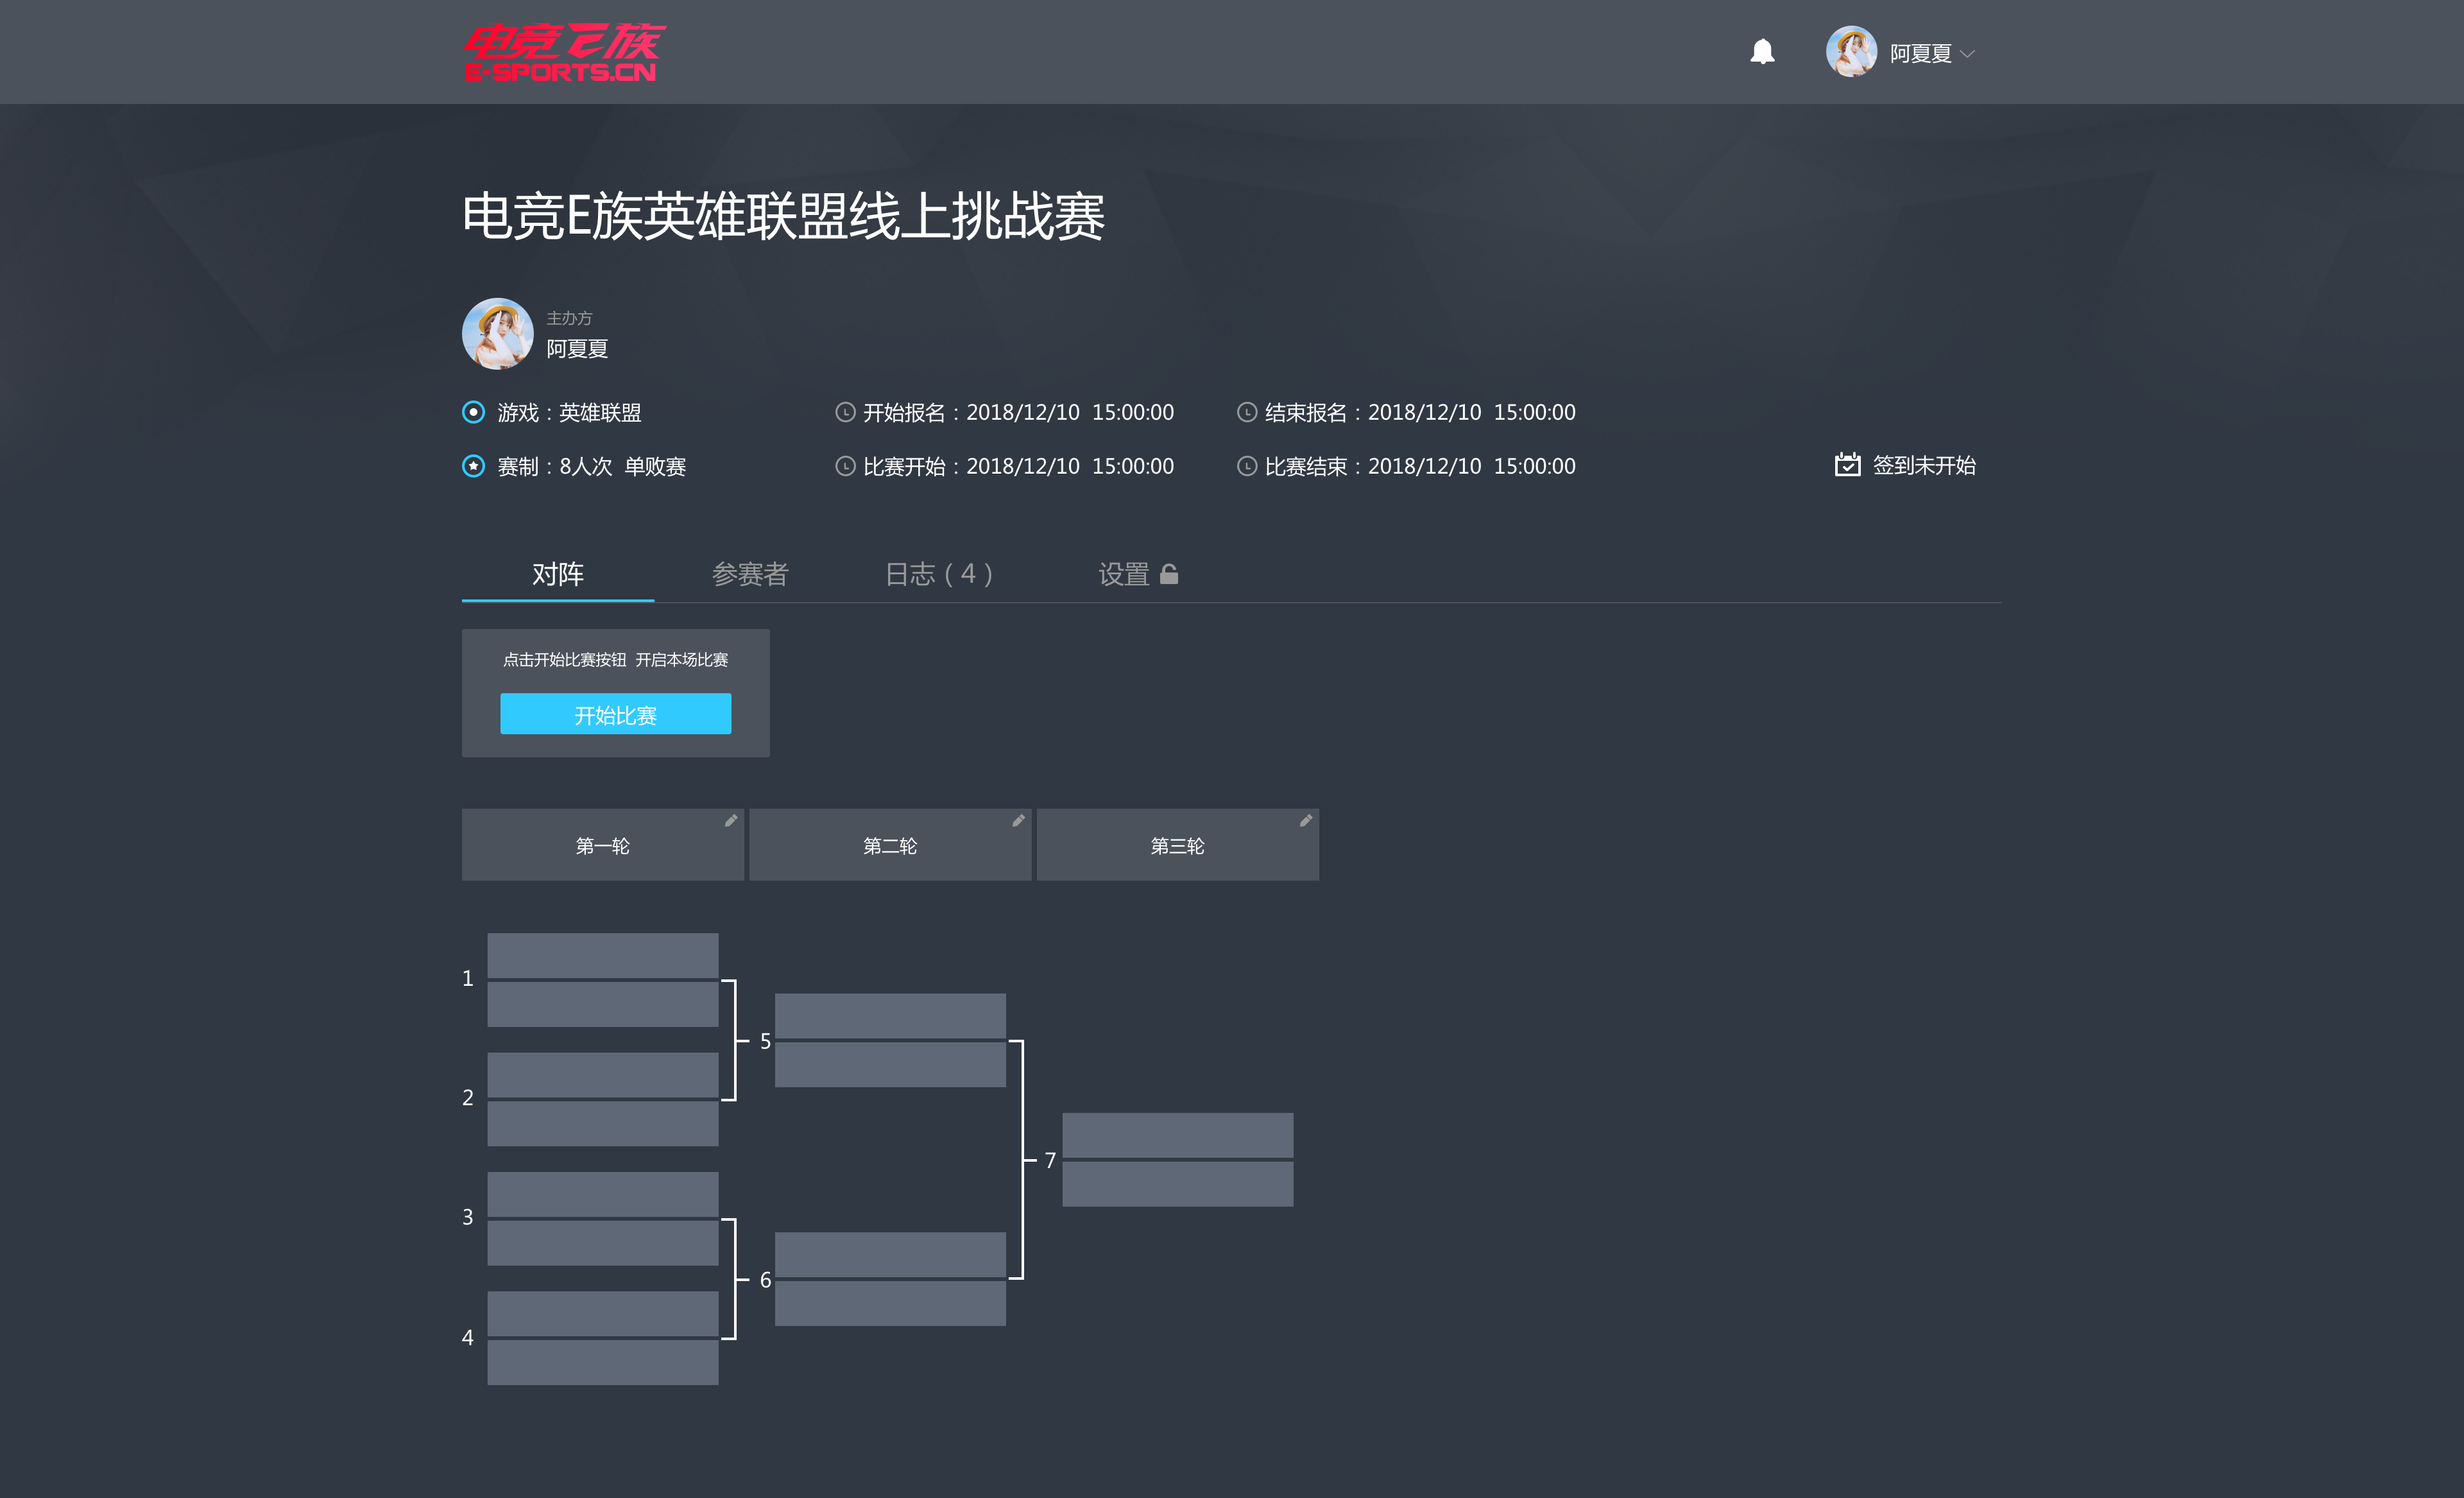 电竞E族
E-SPORTS.CN
阿夏夏
电竞E族英雄联盟线上挑战赛
主办方
阿夏夏
游戏：英雄联盟
开始报名：2018/12/10 15:00:00
结束报名：2018/12/10 15:00:00
赛制：8人次 单败赛
比赛开始：2018/12/10 15:00:00
比赛结束：2018/12/10 15:00:00
签到未开始
对阵
参赛者
日志（4）
设置
点击开始比赛按钮 开启本场比赛
开始比赛
第一轮
第二轮
第三轮
1
5
2
7
3
6
4